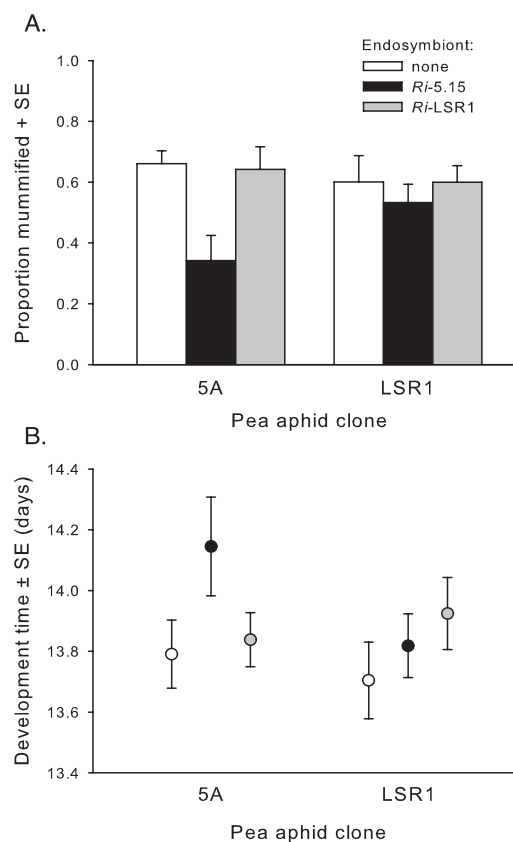 A.
Endosymbiont:
none
Ri-5.15
Ri-LSR1
Proportion mummified + SE
1.0
0.8
0.6
0.4
0.2
0.0
5A LSR1
Pea aphid clone
B.
Development time ± SE (days)
14.4
14.2
14.0
13.8
13.6
13.4
5A LSR1
Pea aphid clone